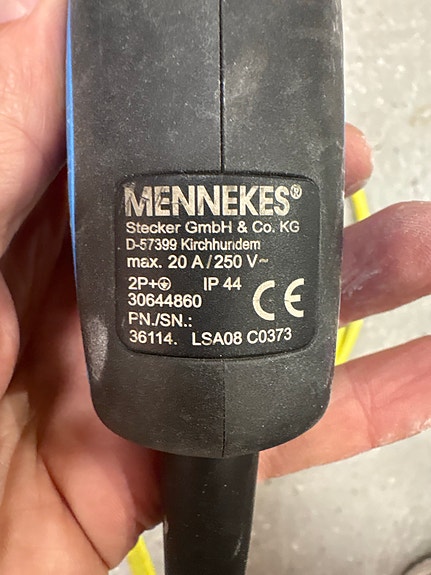 MENNEKES®
Stecker GmbH & Co. KG
D-57399 Kirchhundem
max. 20 A / 250 V~
2P+⏚ IP 44
30644860 CE
PN./SN.:
36114. LSA08 C0373